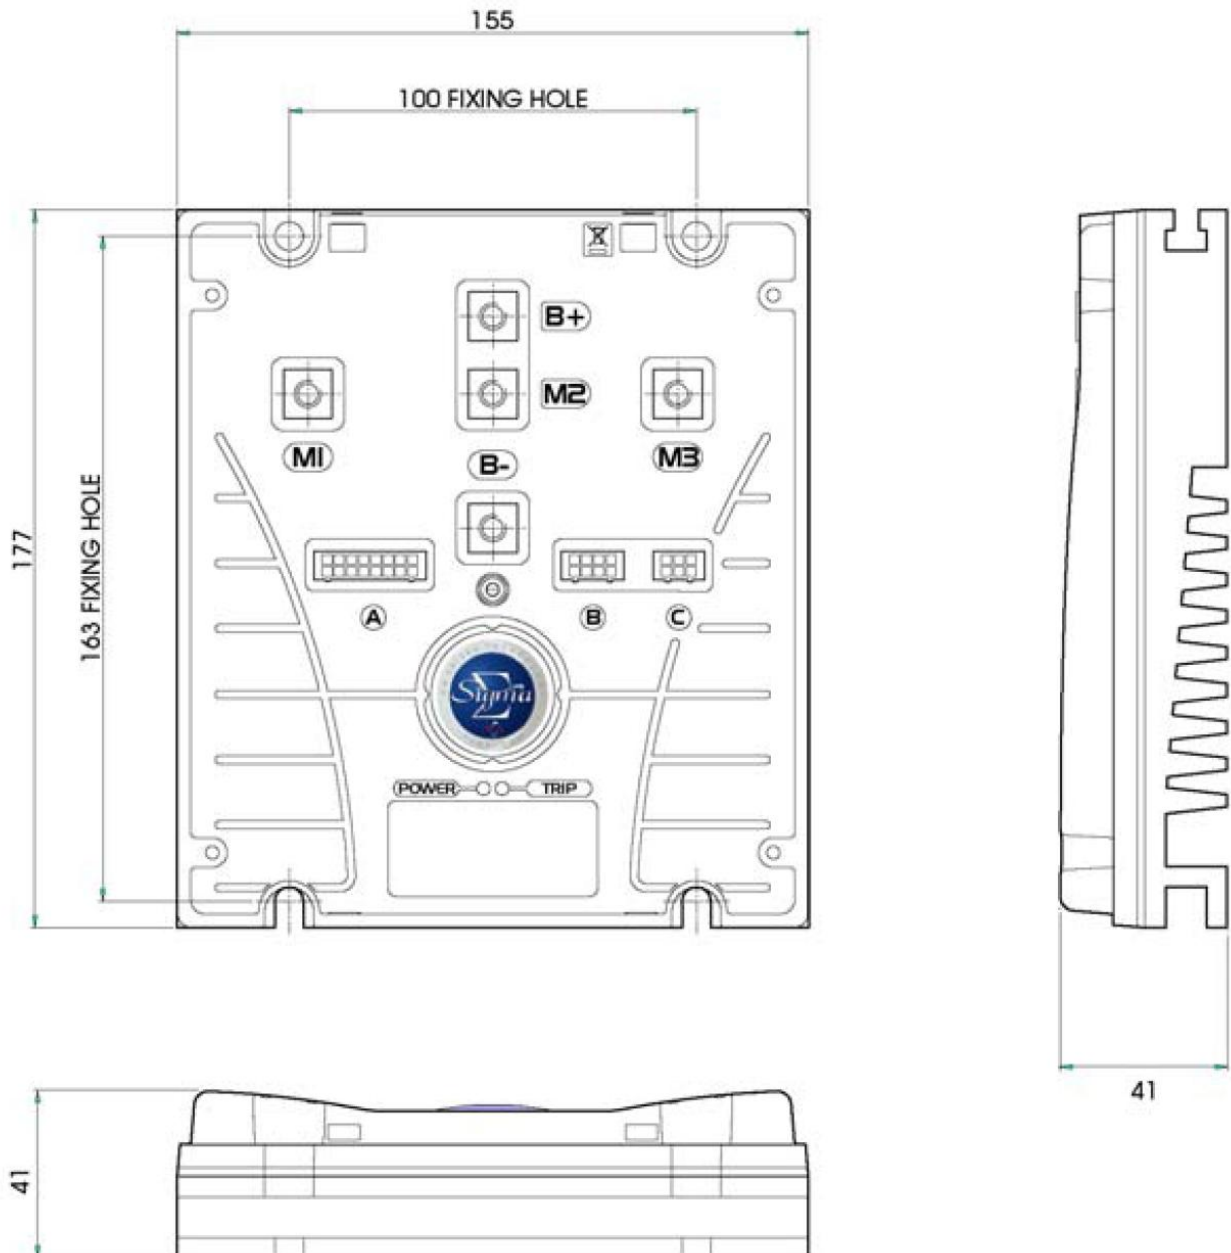 155
100 FIXING HOLE
B+
M2
M1
B-
M3
177
163 FIXING HOLE
A
B
C
Sigma
Σ
POWER
TRIP
41
41